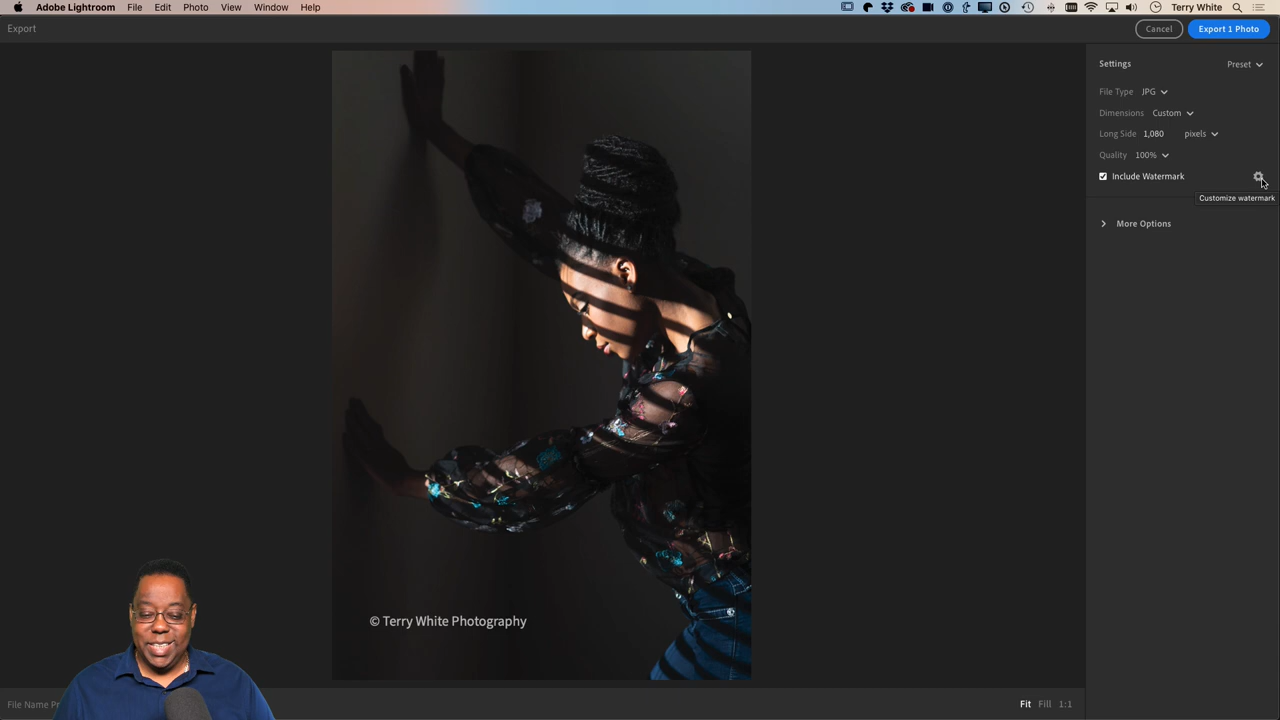 Adobe Lightroom File Edit Photo View Window Help Terry White
Export Cancel Export 1 Photo
Settings Preset
File Type JPG
Dimensions Custom
Long Side 1,080 pixels
Quality 100%
Include Watermark
Customize watermark
More Options
© Terry White Photography
File Name Pr
Fit Fill 1:1